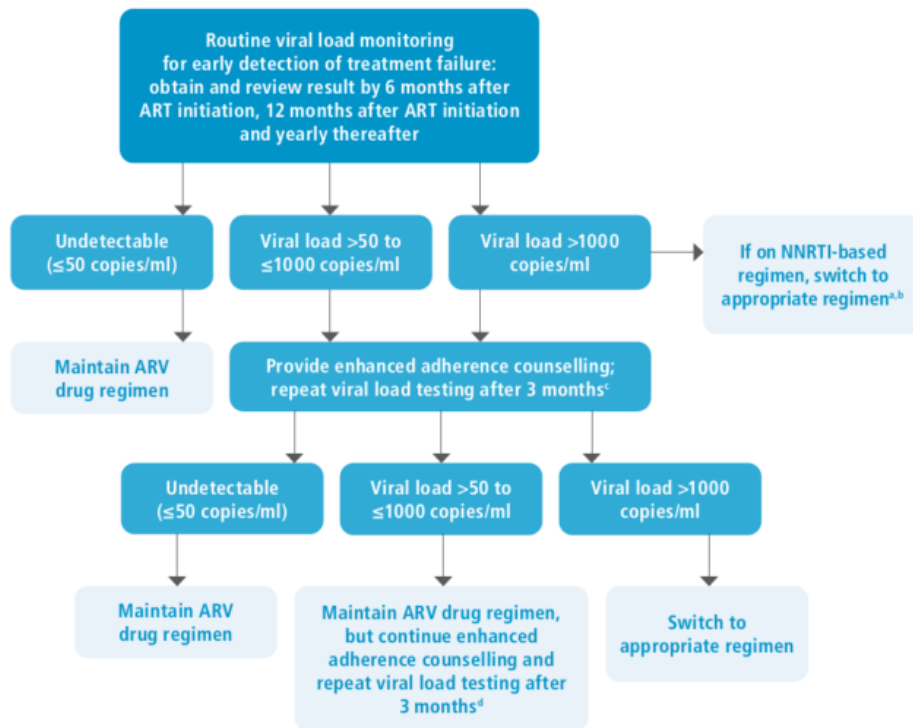 Routine viral load monitoring
for early detection of treatment failure:
obtain and review result by 6 months after
ART initiation, 12 months after ART initiation
and yearly thereafter
Undetectable
(≤50 copies/ml)
Viral load >50 to
≤1000 copies/ml
Viral load >1000
copies/ml
If on NNRTI-based
regimen, switch to
appropriate regimenᵃ,ᵇ
Maintain ARV
drug regimen
Provide enhanced adherence counselling;
repeat viral load testing after 3 monthsᶜ
Undetectable
(≤50 copies/ml)
Viral load >50 to
≤1000 copies/ml
Viral load >1000
copies/ml
Maintain ARV
drug regimen
Maintain ARV drug regimen,
but continue enhanced
adherence counselling and
repeat viral load testing after
3 monthsᵈ
Switch to
appropriate regimen